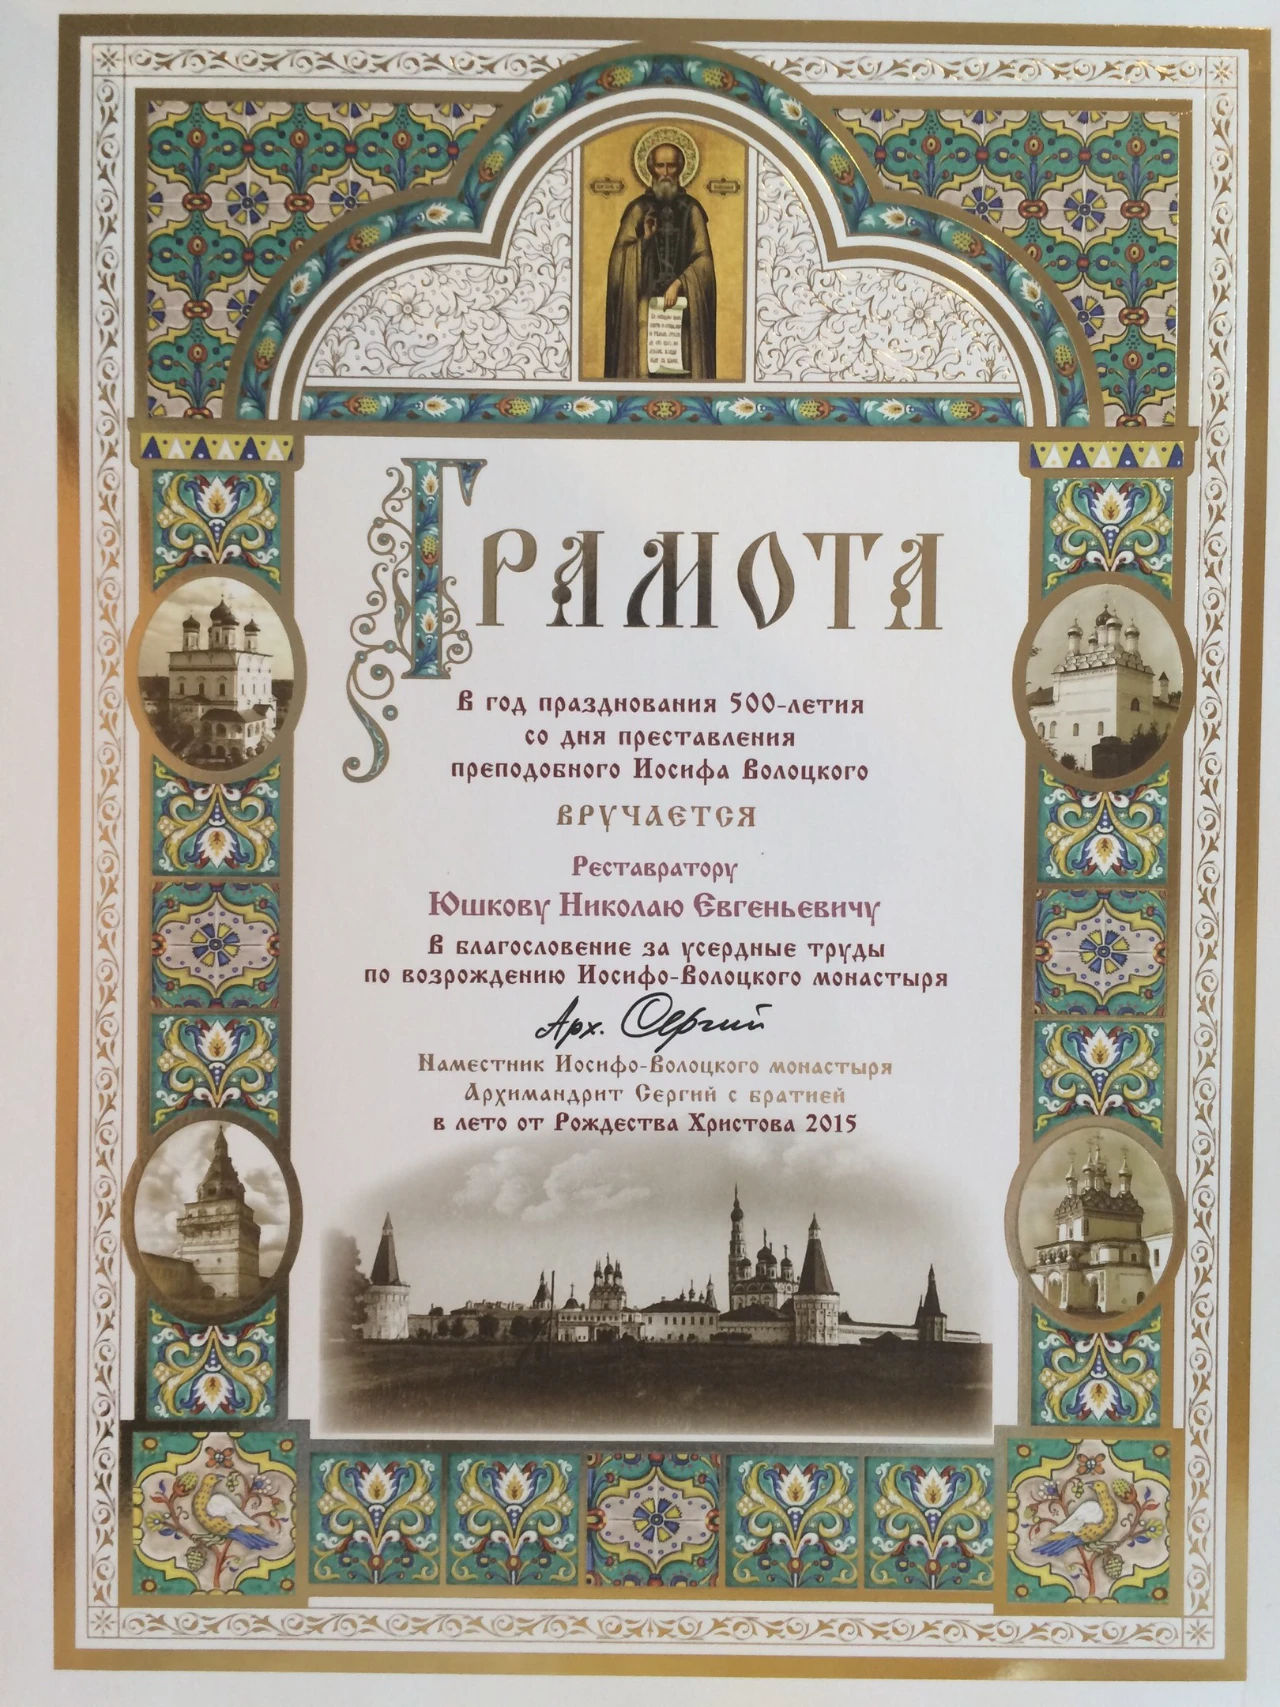 Грамота
В год празднования 500-летия
со дня преставления
преподобного Иосифа Волоцкого
вручается
Реставратору
Юшкову Николаю Евгеньевичу
В благословение за усердные труды
по возрождению Иосифо-Волоцкого монастыря
Арх. Сергий
Наместник Иосифо-Волоцкого монастыря
Архимандрит Сергий с братией
в лето от Рождества Христова 2015